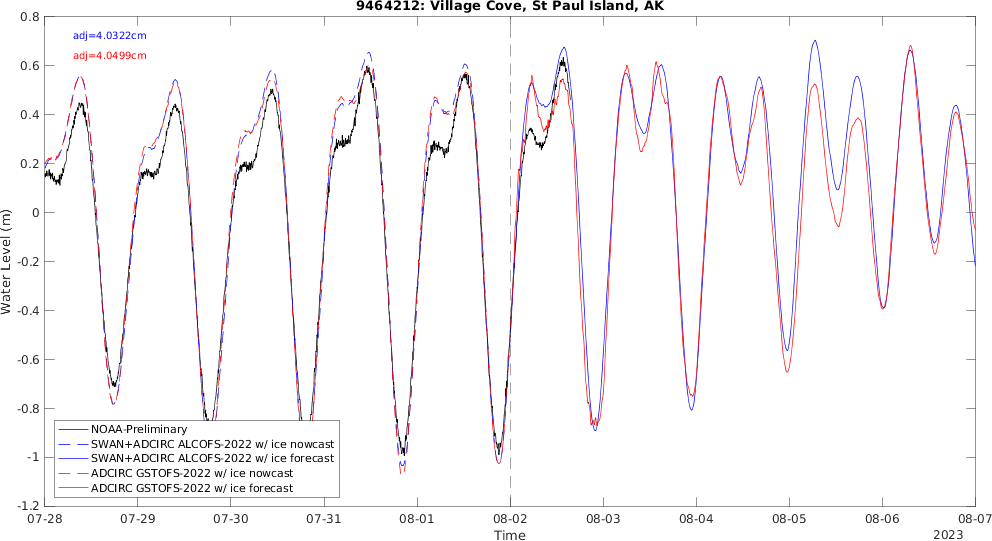 9464212: Village Cove, St Paul Island, AK
0.8
adj=4.0322cm
adj=4.0499cm
0.6
0.4
0.2
0
-0.2
-0.4
-0.6
-0.8
-1
-1.2
Water Level (m)
NOAA-Preliminary
SWAN+ADCIRC ALCOFS-2022 w/ ice nowcast
SWAN+ADCIRC ALCOFS-2022 w/ ice forecast
ADCIRC GSTOFS-2022 w/ ice nowcast
ADCIRC GSTOFS-2022 w/ ice forecast
07-28 07-29 07-30 07-31 08-01 08-02 08-03 08-04 08-05 08-06 08-07
Time
2023